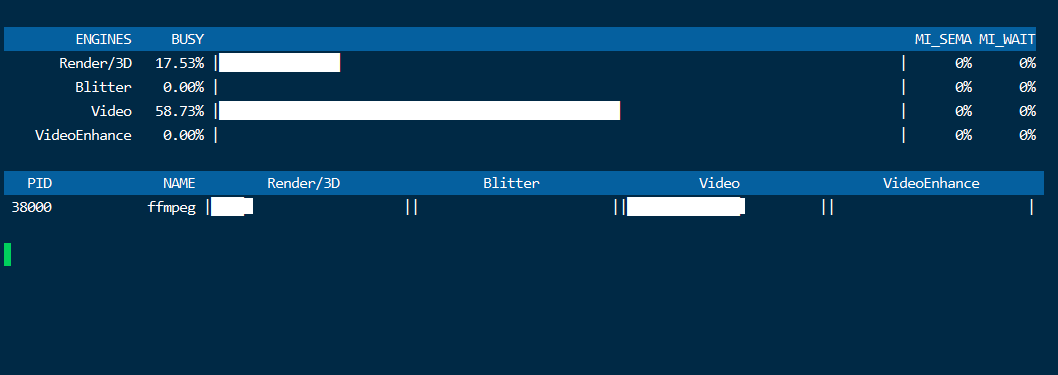 ENGINES BUSY MI_SEMA MI_WAIT
Render/3D 17.53% | | 0% 0%
Blitter 0.00% | | 0% 0%
Video 58.73% | | 0% 0%
VideoEnhance 0.00% | | 0% 0%
PID NAME Render/3D Blitter Video VideoEnhance
38000 ffmpeg | || || || |